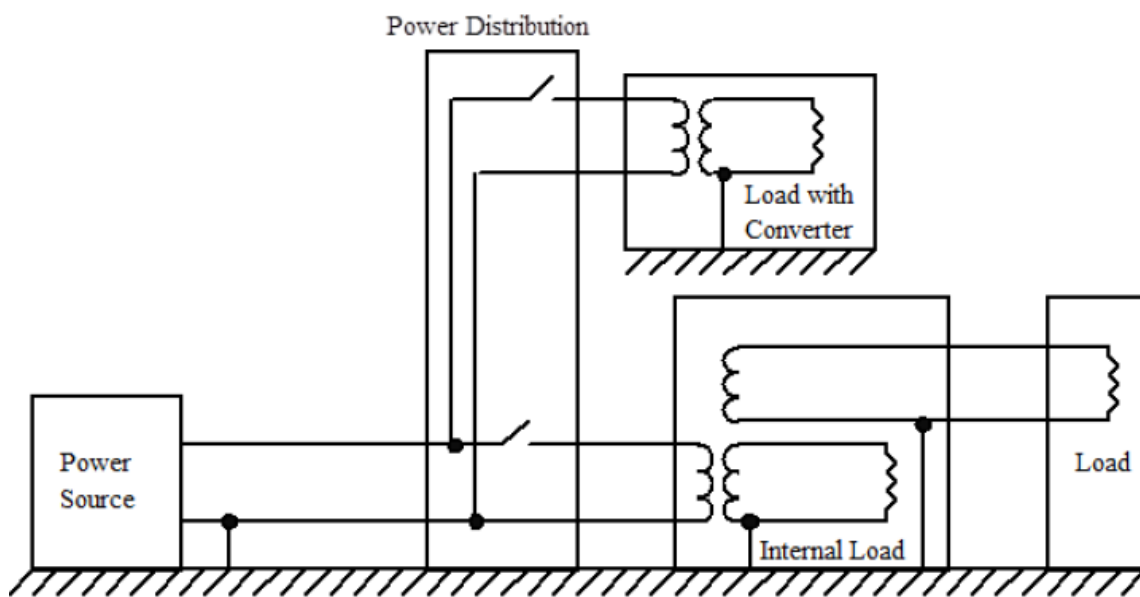 Power Distribution
Load with
Converter
Power
Source
Load
Internal Load